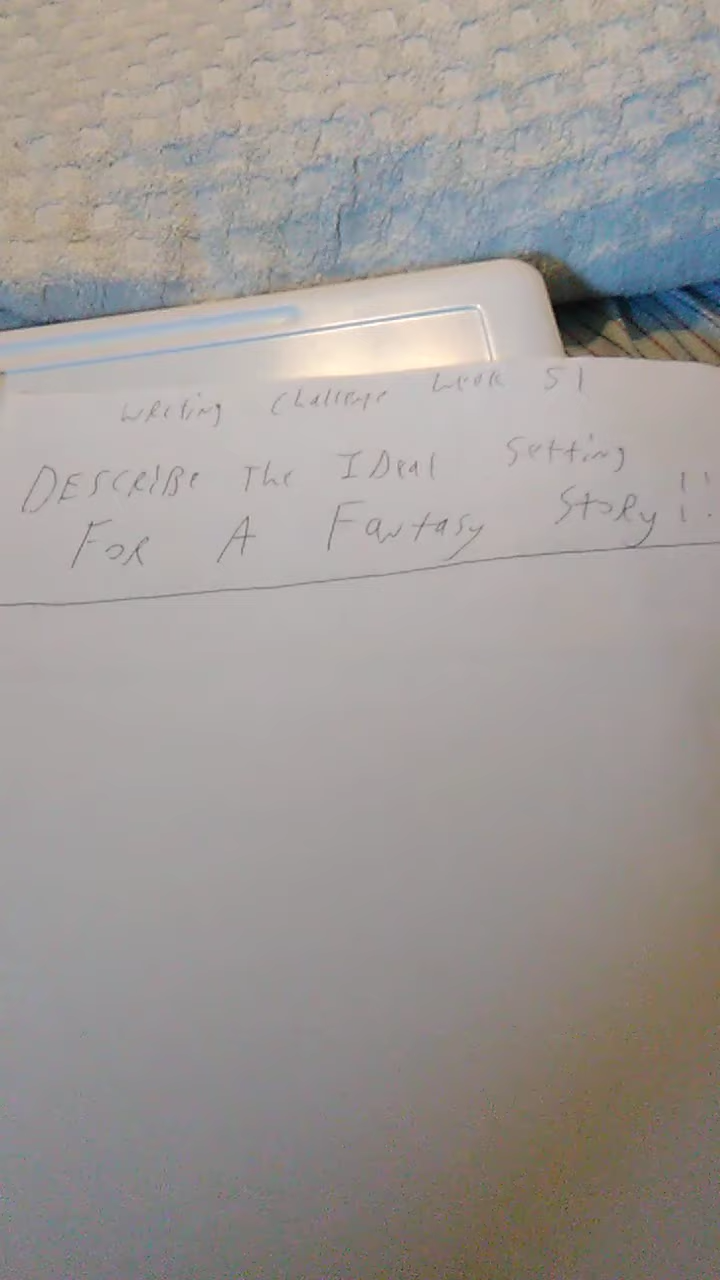 Writing Challenge Week 51
DESCRIBE The IDeal Setting
FOR A Fantasy StoRy!!